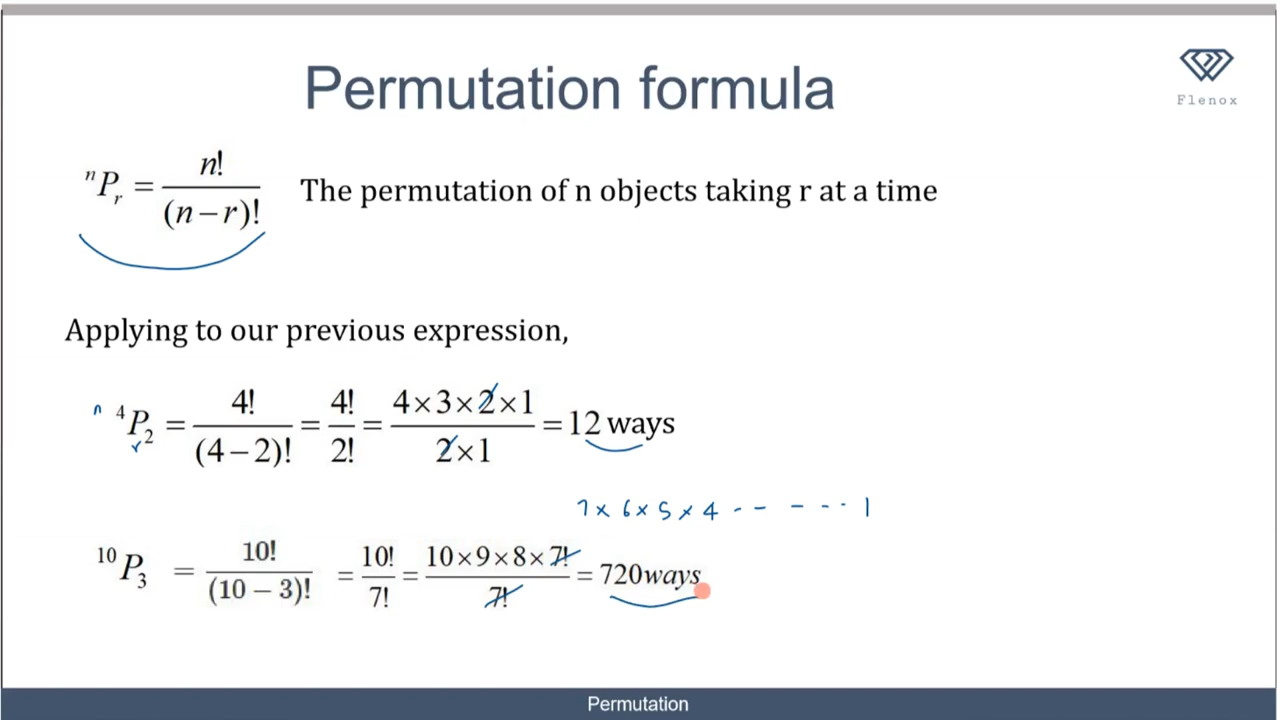 Permutation formula
Flenox
ⁿPᵣ = n! / (n − r)! The permutation of n objects taking r at a time
Applying to our previous expression,
n r ⁴P₂ = 4! / (4 − 2)! = 4! / 2! = 4×3×2×1 / 2×1 = 12 ways
7 × 6 × 5 × 4 - - - - - 1
¹⁰P₃ = 10! / (10 − 3)! = 10! / 7! = 10×9×8×7! / 7! = 720ways
Permutation